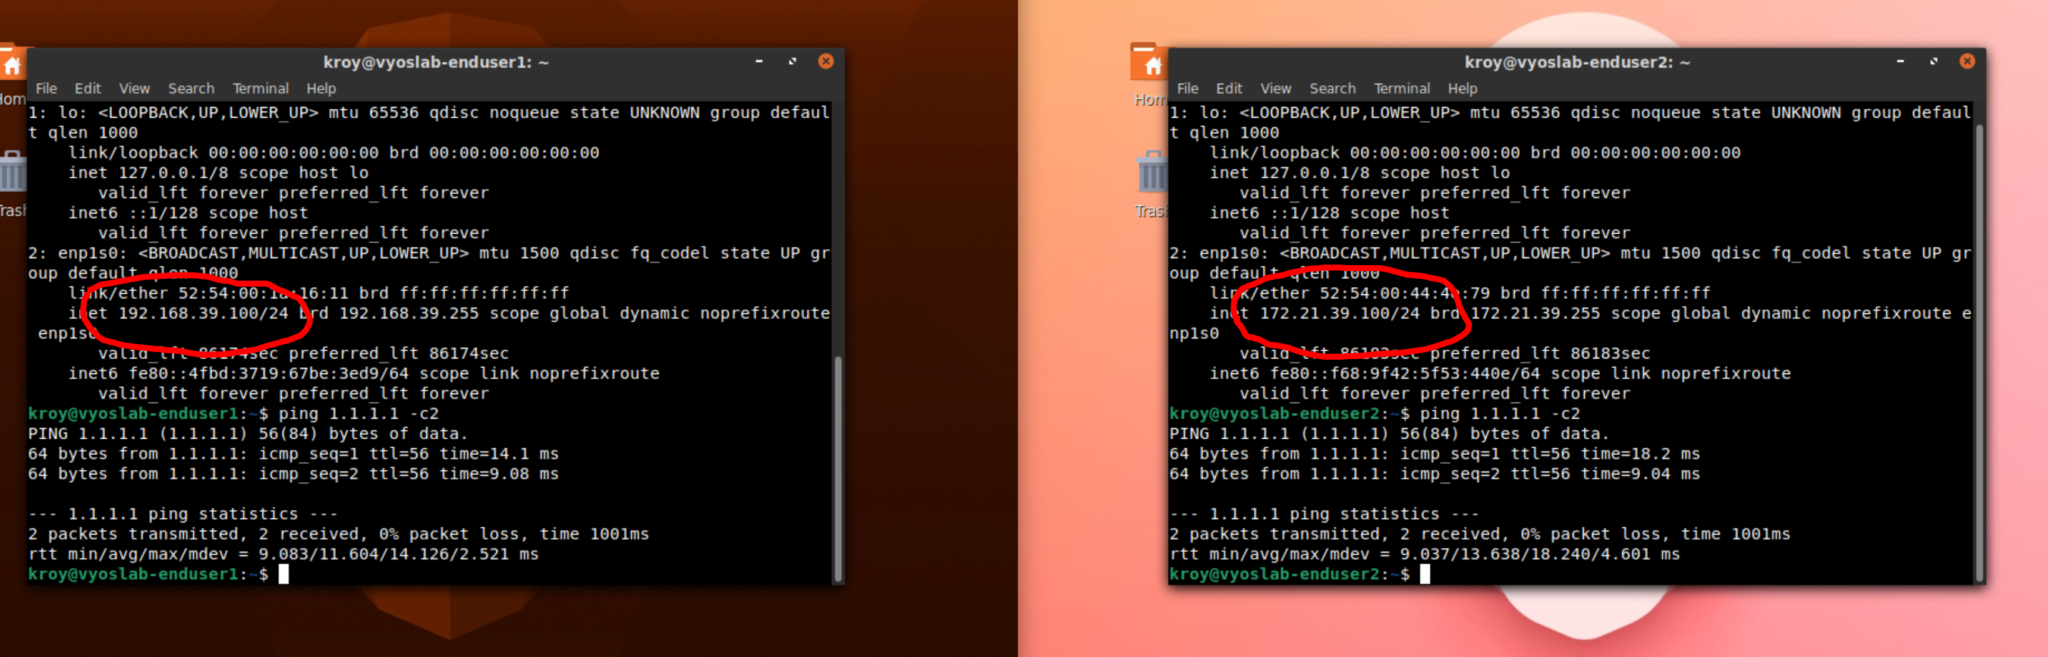 kroy@vyoslab-enduser1: ~
File Edit View Search Terminal Help
1: lo: <LOOPBACK,UP,LOWER_UP> mtu 65536 qdisc noqueue state UNKNOWN group defaul
t qlen 1000
link/loopback 00:00:00:00:00:00 brd 00:00:00:00:00:00
inet 127.0.0.1/8 scope host lo
valid_lft forever preferred_lft forever
inet6 ::1/128 scope host
valid_lft forever preferred_lft forever
2: enp1s0: <BROADCAST,MULTICAST,UP,LOWER_UP> mtu 1500 qdisc fq_codel state UP gr
oup default qlen 1000
link/ether 52:54:00:1a:16:11 brd ff:ff:ff:ff:ff:ff
inet 192.168.39.100/24 brd 192.168.39.255 scope global dynamic noprefixroute
enp1s0
valid_lft 86174sec preferred_lft 86174sec
inet6 fe80::4fbd:3719:67be:3ed9/64 scope link noprefixroute
valid_lft forever preferred_lft forever
kroy@vyoslab-enduser1:~$ ping 1.1.1.1 -c2
PING 1.1.1.1 (1.1.1.1) 56(84) bytes of data.
64 bytes from 1.1.1.1: icmp_seq=1 ttl=56 time=14.1 ms
64 bytes from 1.1.1.1: icmp_seq=2 ttl=56 time=9.08 ms
--- 1.1.1.1 ping statistics ---
2 packets transmitted, 2 received, 0% packet loss, time 1001ms
rtt min/avg/max/mdev = 9.083/11.604/14.126/2.521 ms
kroy@vyoslab-enduser1:~$
Hom
Tras
kroy@vyoslab-enduser2: ~
File Edit View Search Terminal Help
1: lo: <LOOPBACK,UP,LOWER_UP> mtu 65536 qdisc noqueue state UNKNOWN group defaul
t qlen 1000
link/loopback 00:00:00:00:00:00 brd 00:00:00:00:00:00
inet 127.0.0.1/8 scope host lo
valid_lft forever preferred_lft forever
inet6 ::1/128 scope host
valid_lft forever preferred_lft forever
2: enp1s0: <BROADCAST,MULTICAST,UP,LOWER_UP> mtu 1500 qdisc fq_codel state UP gr
oup default qlen 1000
link/ether brd ff:ff:ff:ff:ff:ff
inet 172.21.39.100/24 brd 172.21.39.255 scope global dynamic noprefixroute e
np1s0
valid_lft 86183sec preferred_lft 86183sec
inet6 fe80::f68:9f42:5f53:440e/64 scope link noprefixroute
valid_lft forever preferred_lft forever
kroy@vyoslab-enduser2:~$ ping 1.1.1.1 -c2
PING 1.1.1.1 (1.1.1.1) 56(84) bytes of data.
64 bytes from 1.1.1.1: icmp_seq=1 ttl=56 time=18.2 ms
64 bytes from 1.1.1.1: icmp_seq=2 ttl=56 time=9.04 ms
--- 1.1.1.1 ping statistics ---
2 packets transmitted, 2 received, 0% packet loss, time 1001ms
rtt min/avg/max/mdev = 9.037/13.638/18.240/4.601 ms
kroy@vyoslab-enduser2:~$